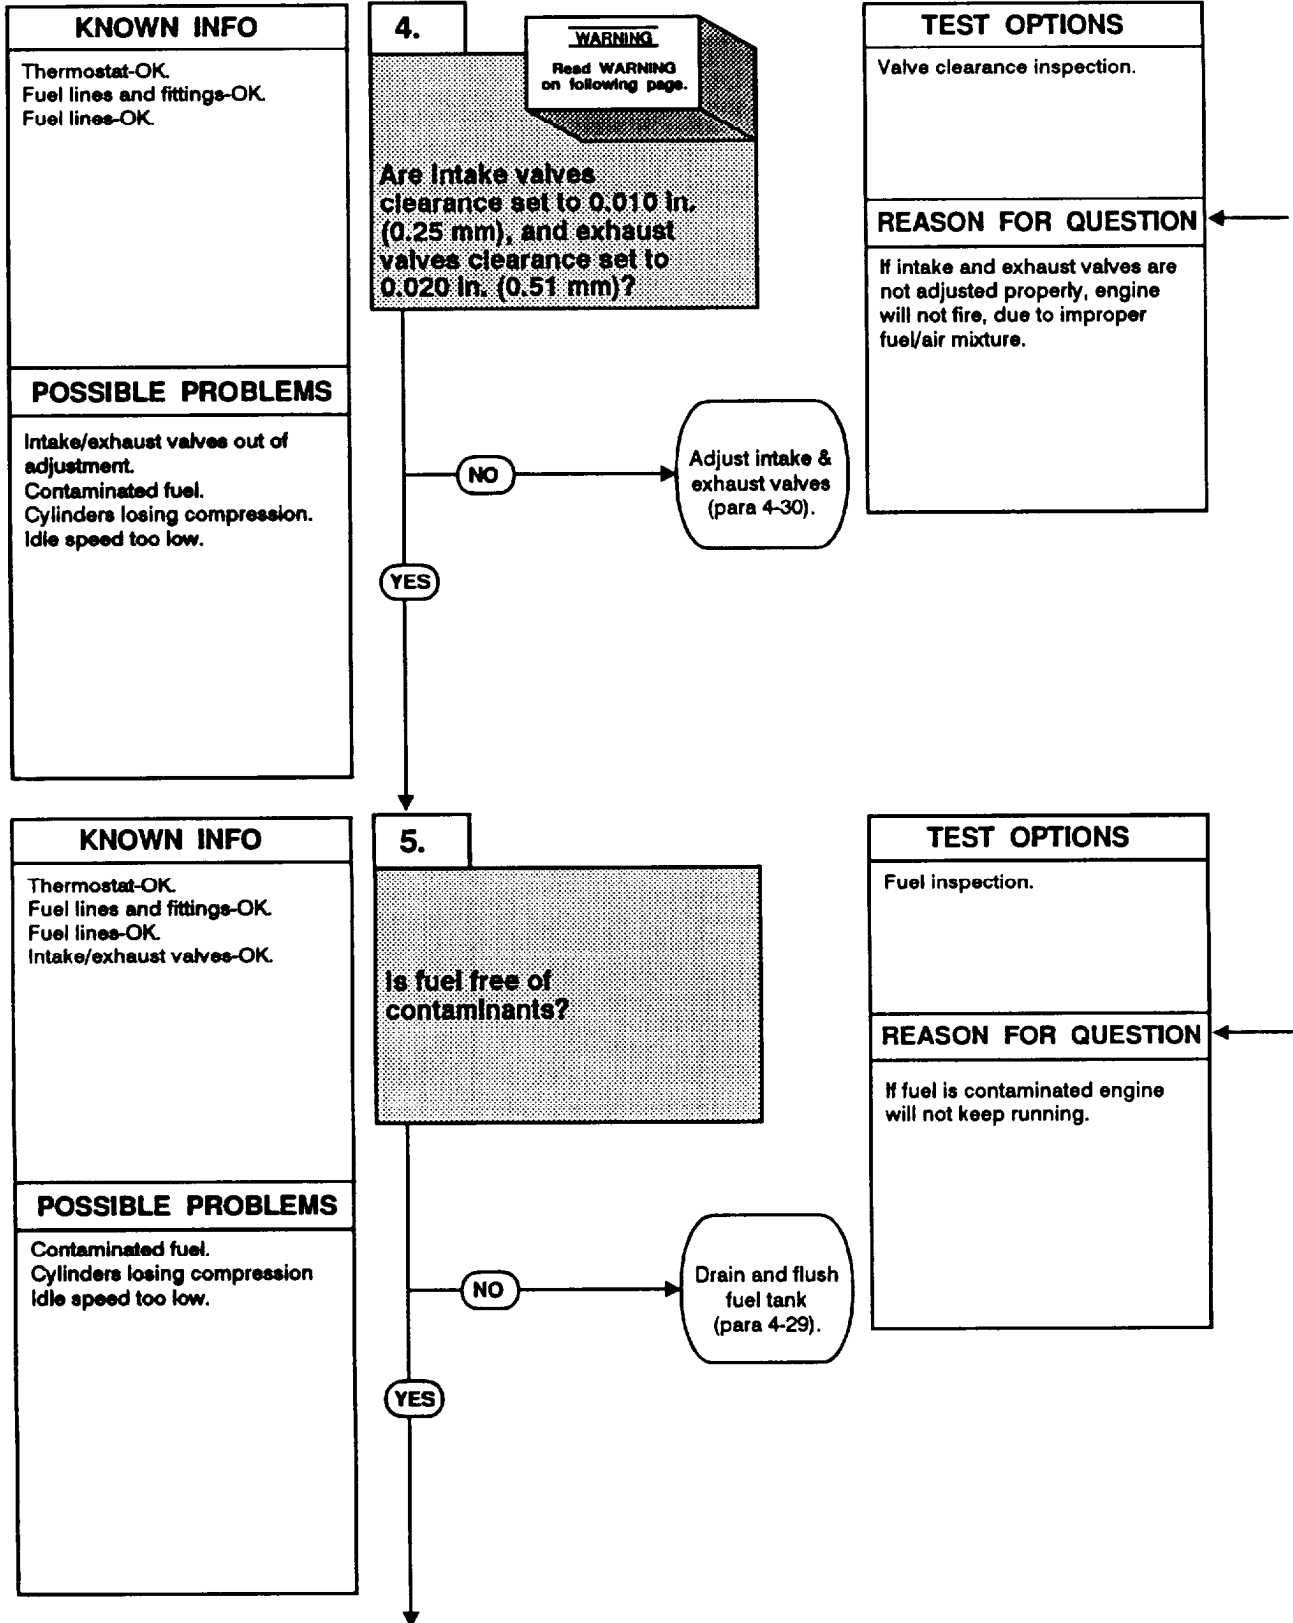 KNOWN INFO
Thermostat-OK.
Fuel lines and fittings-OK.
Fuel lines-OK.
POSSIBLE PROBLEMS
Intake/exhaust valves out of
adjustment.
Contaminated fuel.
Cylinders losing compression.
Idle speed too low.
4.
WARNING
Read WARNING
on following page.
Are Intake valves
clearance set to 0.010 in.
(0.25 mm), and exhaust
valves clearance set to
0.020 in. (0.51 mm)?
NO
Adjust intake &
exhaust valves
(para 4-30).
YES
TEST OPTIONS
Valve clearance inspection.
REASON FOR QUESTION
If intake and exhaust valves are
not adjusted properly, engine
will not fire, due to improper
fuel/air mixture.
KNOWN INFO
Thermostat-OK.
Fuel lines and fittings-OK.
Fuel lines-OK.
Intake/exhaust valves-OK.
POSSIBLE PROBLEMS
Contaminated fuel.
Cylinders losing compression
Idle speed too low.
5.
Is fuel free of
contaminants?
NO
Drain and flush
fuel tank
(para 4-29).
YES
TEST OPTIONS
Fuel inspection.
REASON FOR QUESTION
If fuel is contaminated engine
will not keep running.